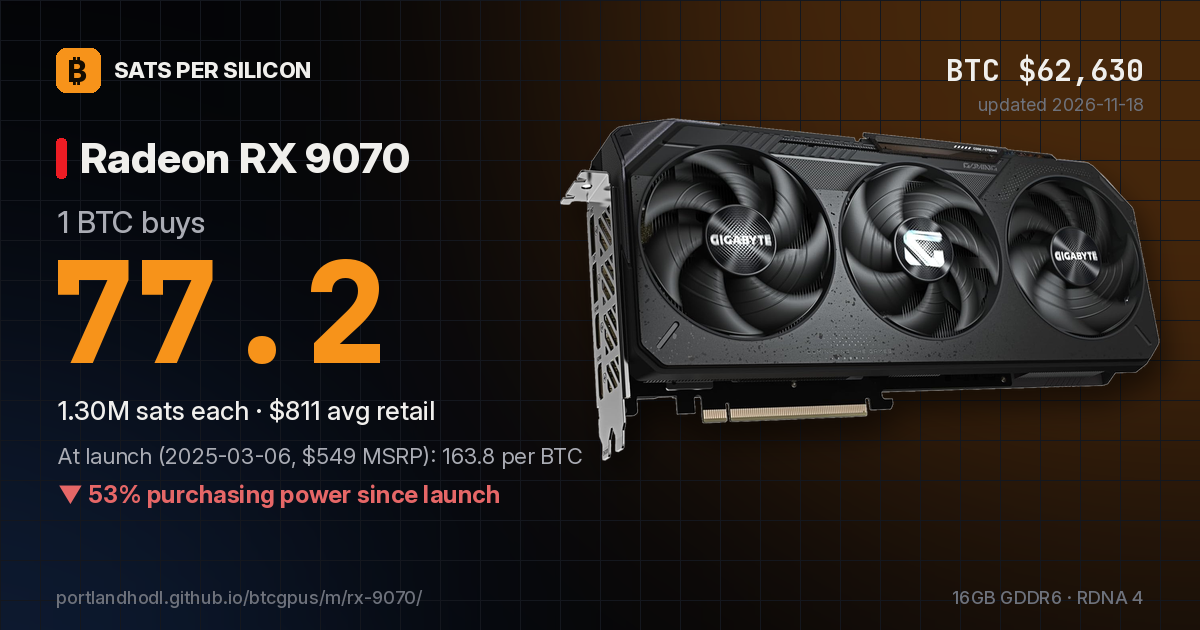 ₿ SATS PER SILICON
BTC $62,630
updated 2026-11-18
Radeon RX 9070
1 BTC buys
77.2
1.30M sats each · $811 avg retail
At launch (2025-03-06, $549 MSRP): 163.8 per BTC
▼ 53% purchasing power since launch
GAMING
GIGABYTE
G
GIGABYTE
portlandhodl.github.io/btcgpus/m/rx-9070/
16GB GDDR6 · RDNA 4